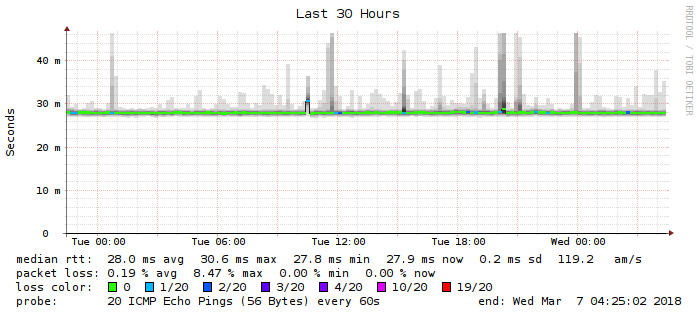 Last 30 Hours
RRDTOOL / TOBI OETIKER
Seconds
40 m
30 m
20 m
10 m
0
Tue 00:00 Tue 06:00 Tue 12:00 Tue 18:00 Wed 00:00
median rtt: 28.0 ms avg 30.6 ms max 27.8 ms min 27.9 ms now 0.2 ms sd 119.2 am/s
packet loss: 0.19 % avg 8.47 % max 0.00 % min 0.00 % now
loss color: 0 1/20 2/20 3/20 4/20 10/20 19/20
probe: 20 ICMP Echo Pings (56 Bytes) every 60s end: Wed Mar 7 04:25:02 2018